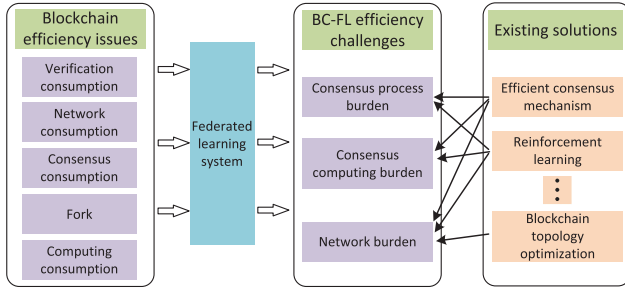 Blockchain
efficiency issues
Verification
consumption
Network
consumption
Consensus
consumption
Fork
Computing
consumption
Federated
learning
system
BC-FL efficiency
challenges
Consensus process
burden
Consensus
computing burden
Network burden
Existing solutions
Efficient consensus
mechanism
Reinforcement
learning
Blockchain
topology
optimization